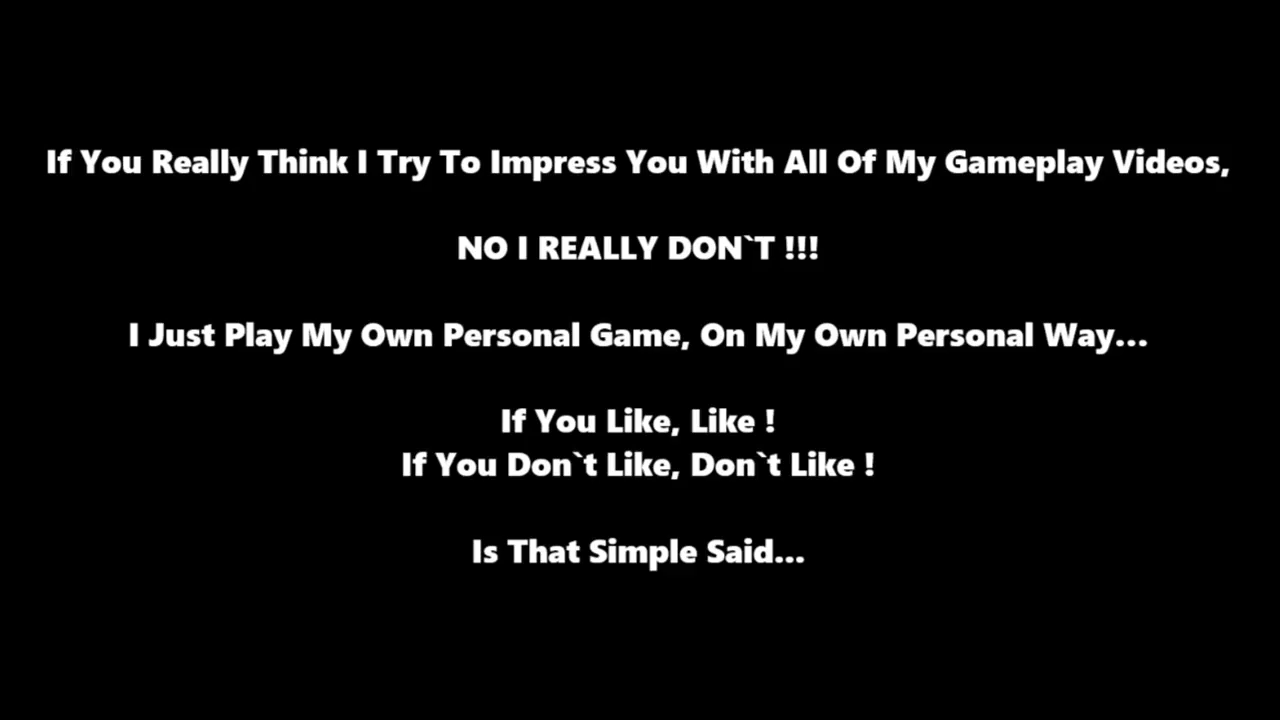 If You Really Think I Try To Impress You With All Of My Gameplay Videos,
NO I REALLY DON`T !!!
I Just Play My Own Personal Game, On My Own Personal Way...
If You Like, Like !
If You Don`t Like, Don`t Like !
Is That Simple Said...